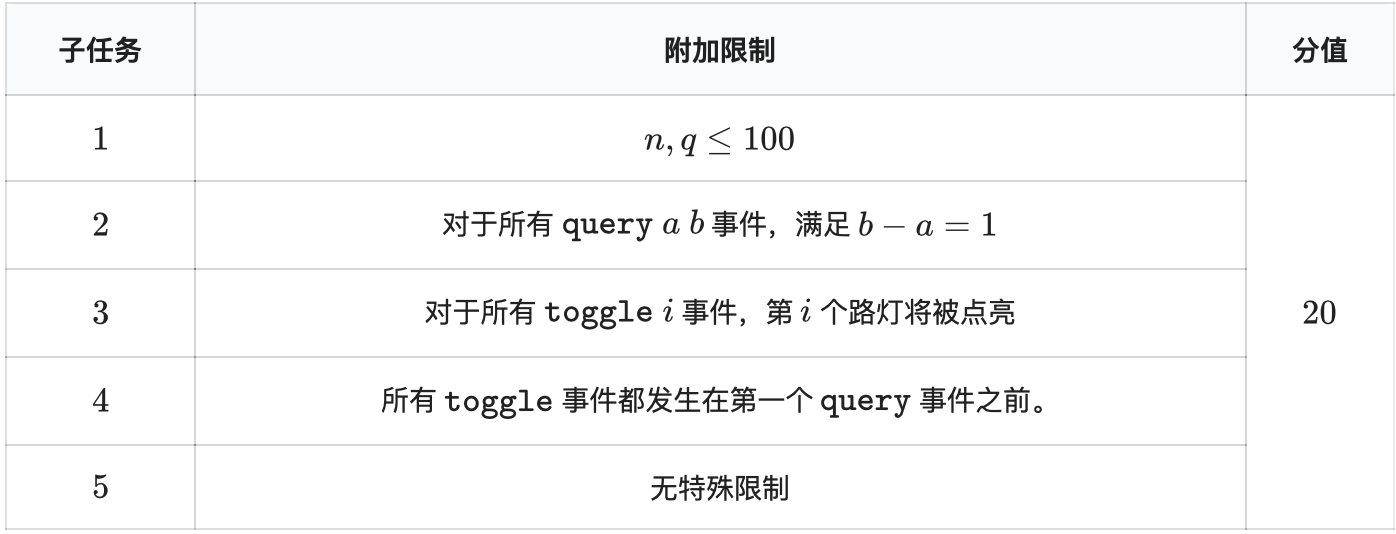 子任务 附加限制 分值
1 n, q ≤ 100
2 对于所有 query a b 事件，满足 b − a = 1
3 对于所有 toggle i 事件，第 i 个路灯将被点亮 20
4 所有 toggle 事件都发生在第一个 query 事件之前。
5 无特殊限制